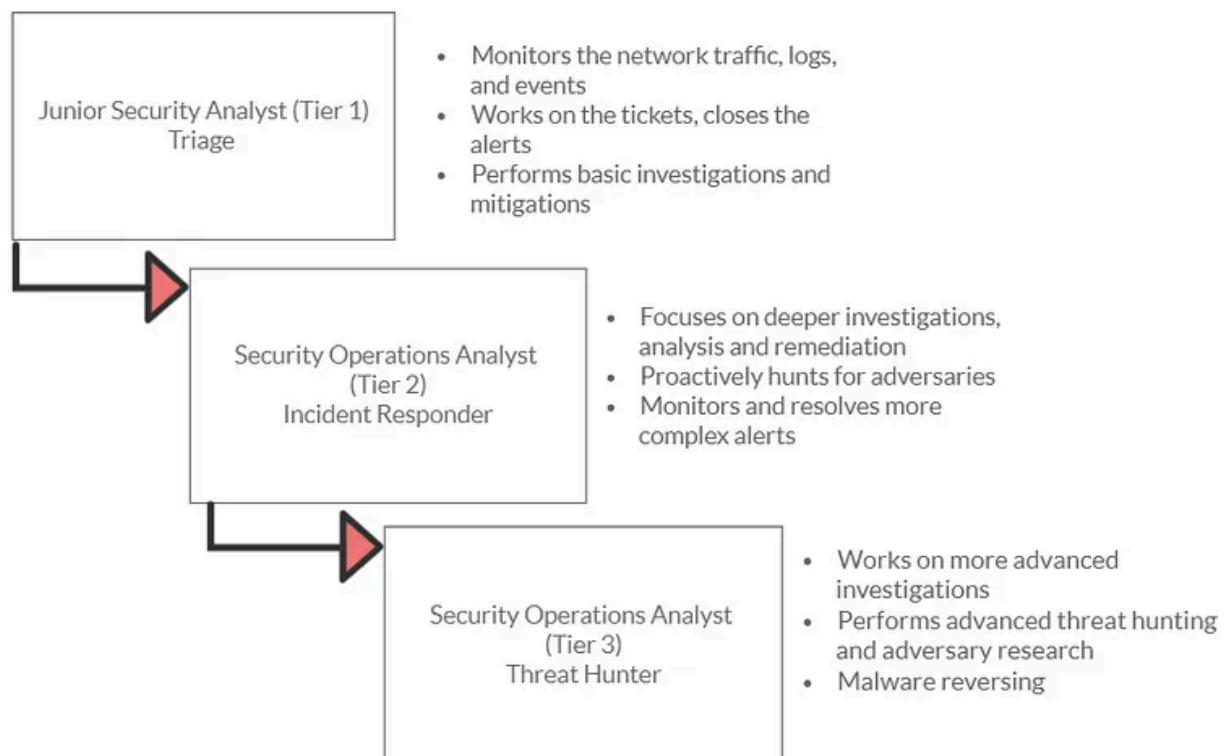 Junior Security Analyst (Tier 1)
Triage
• Monitors the network traffic, logs,
and events
• Works on the tickets, closes the
alerts
• Performs basic investigations and
mitigations
Security Operations Analyst
(Tier 2)
Incident Responder
• Focuses on deeper investigations,
analysis and remediation
• Proactively hunts for adversaries
• Monitors and resolves more
complex alerts
Security Operations Analyst
(Tier 3)
Threat Hunter
• Works on more advanced
investigations
• Performs advanced threat hunting
and adversary research
• Malware reversing